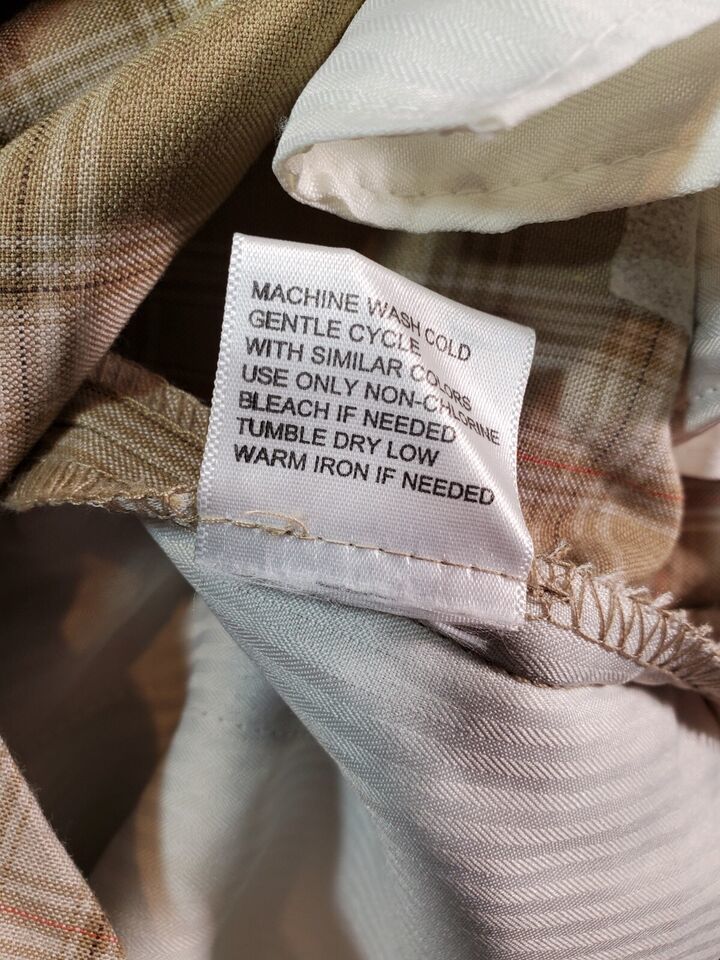 MACHINE WASH COLD
GENTLE CYCLE
WITH SIMILAR COLORS
USE ONLY NON-CHLORINE
BLEACH IF NEEDED
TUMBLE DRY LOW
WARM IRON IF NEEDED